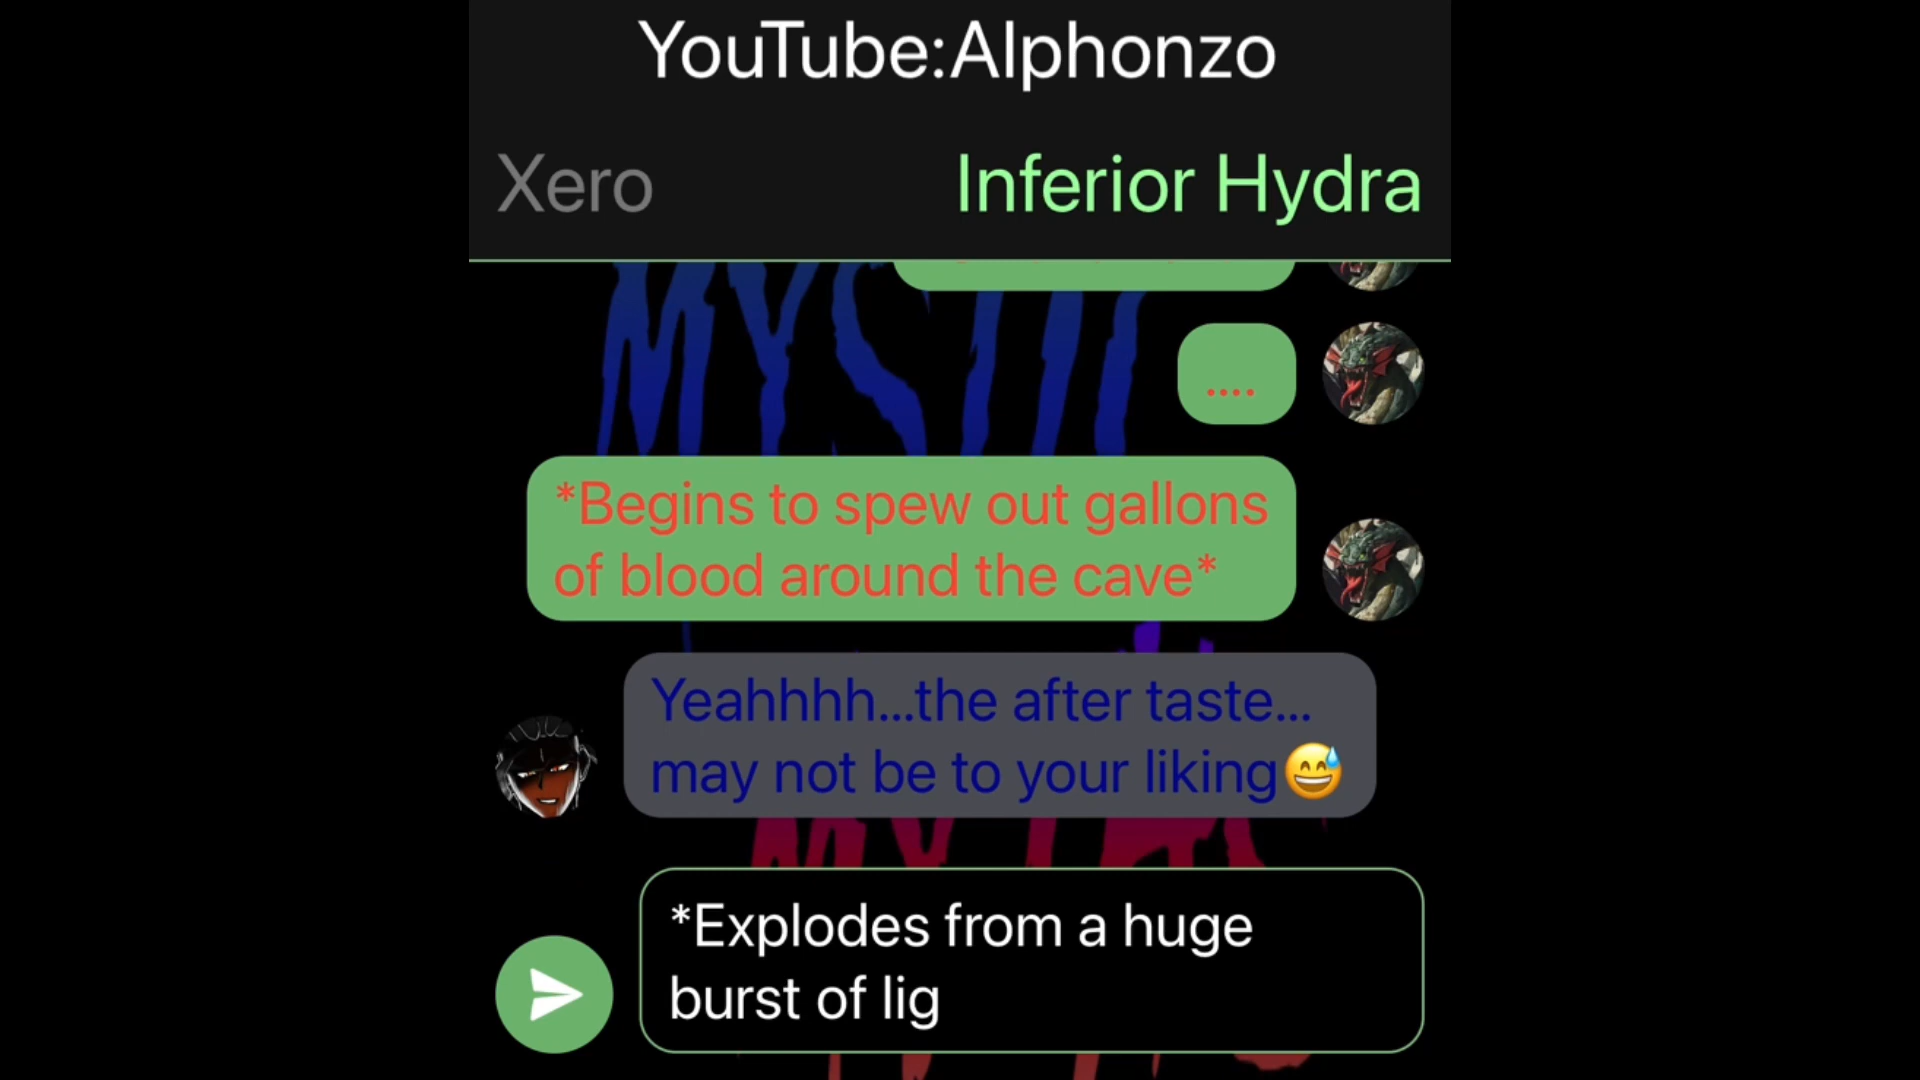 YouTube:Alphonzo
Xero
Inferior Hydra
MYSTIC
....
*Begins to spew out gallons
of blood around the cave*
Yeahhhh...the after taste...
may not be to your liking😅
*Explodes from a huge
burst of lig